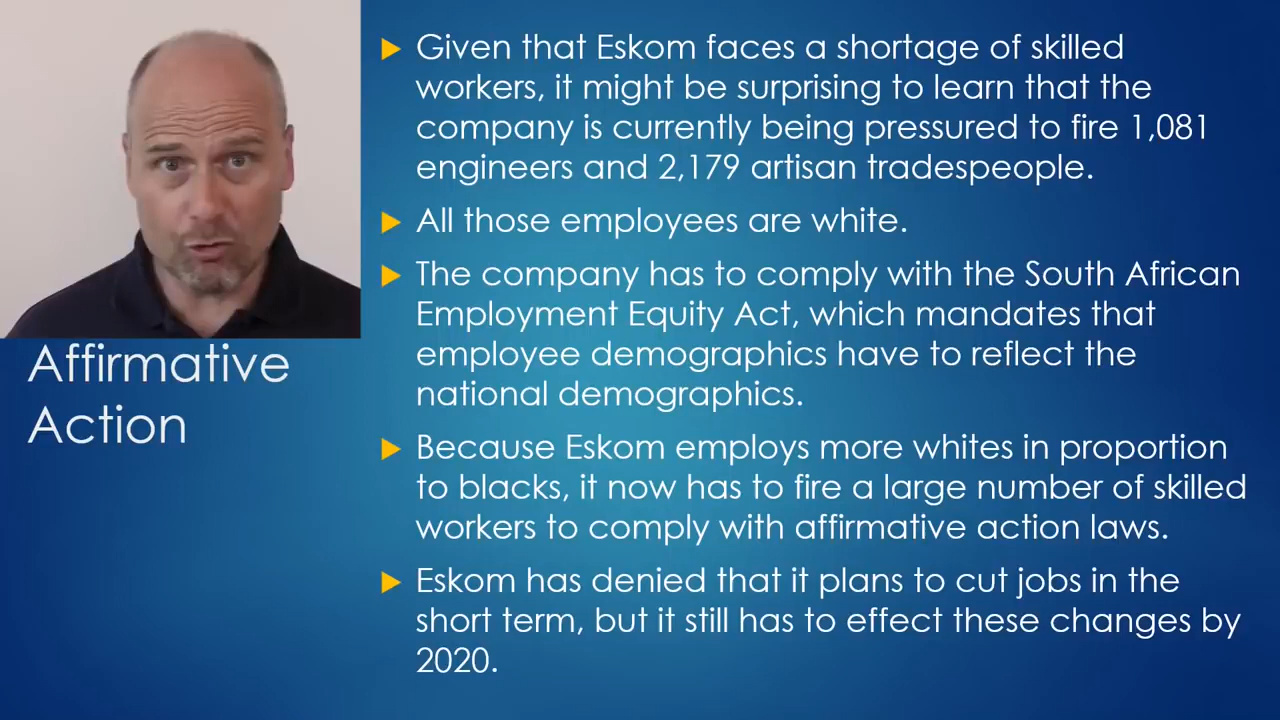 Given that Eskom faces a shortage of skilled
workers, it might be surprising to learn that the
company is currently being pressured to fire 1,081
engineers and 2,179 artisan tradespeople.
All those employees are white.
The company has to comply with the South African
Employment Equity Act, which mandates that
employee demographics have to reflect the
national demographics.
Because Eskom employs more whites in proportion
to blacks, it now has to fire a large number of skilled
workers to comply with affirmative action laws.
Eskom has denied that it plans to cut jobs in the
short term, but it still has to effect these changes by
2020.
Affirmative
Action